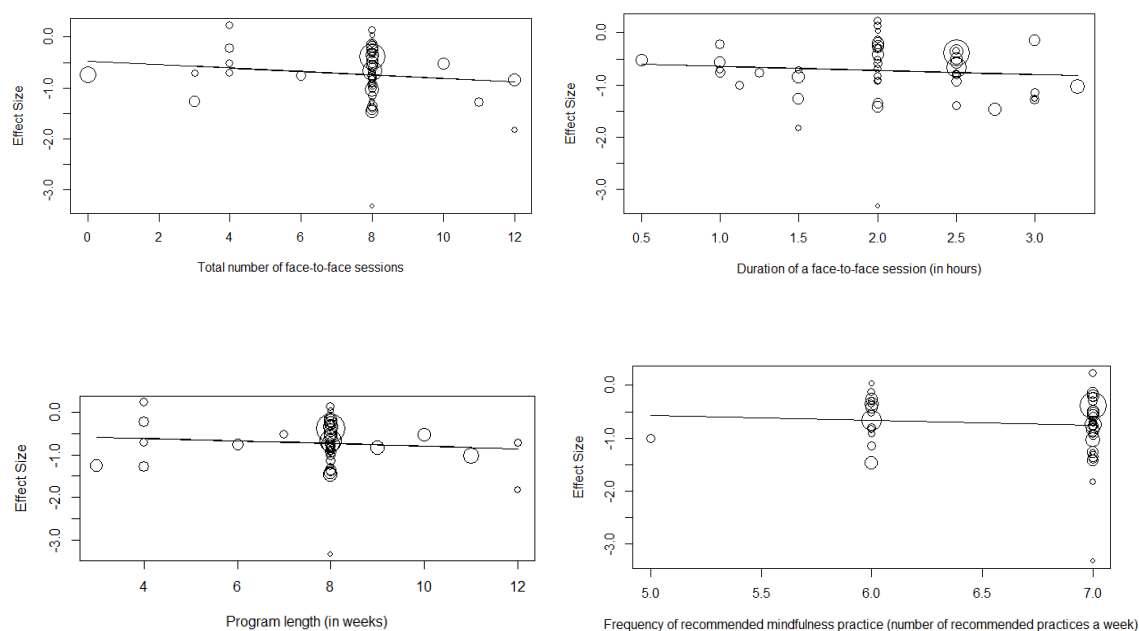 0.0
-1.0
-2.0
-3.0
Effect Size
0 2 4 6 8 10 12
Total number of face-to-face sessions
0.0
-1.0
-2.0
-3.0
Effect Size
0.5 1.0 1.5 2.0 2.5 3.0
Duration of a face-to-face session (in hours)
0.0
-1.0
-2.0
-3.0
Effect Size
4 6 8 10 12
Program length (in weeks)
0.0
-1.0
-2.0
-3.0
Effect Size
5.0 5.5 6.0 6.5 7.0
Frequency of recommended mindfulness practice (number of recommended practices a week)